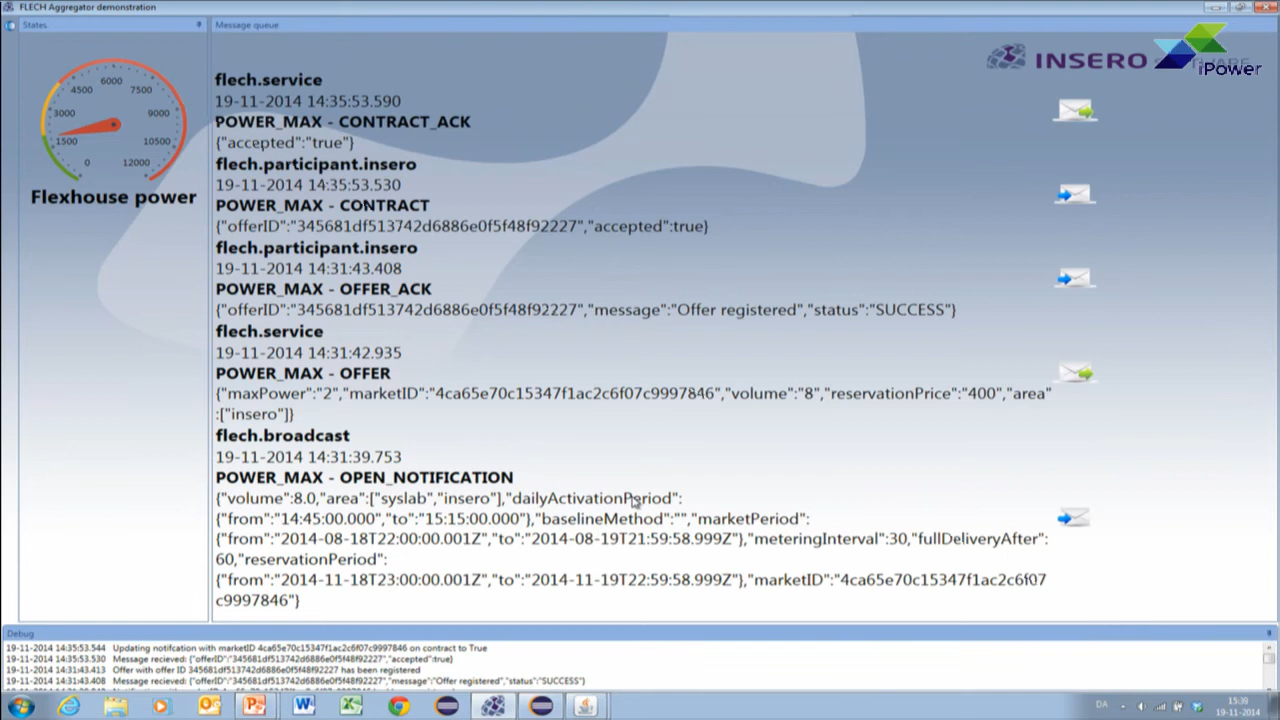 FLECH Aggregator demonstration
States
Message queue
INSERO
iPower
6000
4500
7500
3000
9000
1500
10500
0
12000
Flexhouse power
flech.service
19-11-2014 14:35:53.590
POWER_MAX - CONTRACT_ACK
{"accepted":"true"}
flech.participant.insero
19-11-2014 14:35:53.530
POWER_MAX - CONTRACT
{"offerID":"345681df513742d6886e0f5f48f92227","accepted":true}
flech.participant.insero
19-11-2014 14:31:43.408
POWER_MAX - OFFER_ACK
{"offerID":"345681df513742d6886e0f5f48f92227","message":"Offer registered","status":"SUCCESS"}
flech.service
19-11-2014 14:31:42.935
POWER_MAX - OFFER
{"maxPower":"2","marketID":"4ca65e70c15347f1ac2c6f07c9997846","volume":"8","reservationPrice":"400","area"
:["insero"]}
flech.broadcast
19-11-2014 14:31:39.753
POWER_MAX - OPEN_NOTIFICATION
{"volume":8.0,"area":["syslab","insero"],"dailyActivationPeriod":
{"from":"14:45:00.000","to":"15:15:00.000"},"baselineMethod":"","marketPeriod":
{"from":"2014-08-18T22:00:00.001Z","to":"2014-08-19T21:59:58.999Z"},"meteringInterval":30,"fullDeliveryAfter":
60,"reservationPeriod":
{"from":"2014-11-18T23:00:00.001Z","to":"2014-11-19T22:59:58.999Z"},"marketID":"4ca65e70c15347f1ac2c6f07
c9997846"}
Debug
19-11-2014 14:35:53.544 Updating notifcation with marketID 4ca65e70c15347f1ac2c6f07c9997846 on contract to True
19-11-2014 14:35:53.530 Message recieved: {"offerID":"345681df513742d6886e0f5f48f92227","accepted":true}
19-11-2014 14:31:43.413 Offer with offer ID 345681df513742d6886e0f5f48f92227 has been registered
19-11-2014 14:31:43.408 Message recieved: {"offerID":"345681df513742d6886e0f5f48f92227","message":"Offer registered","status":"SUCCESS"}
DA
15:38
19-11-2014